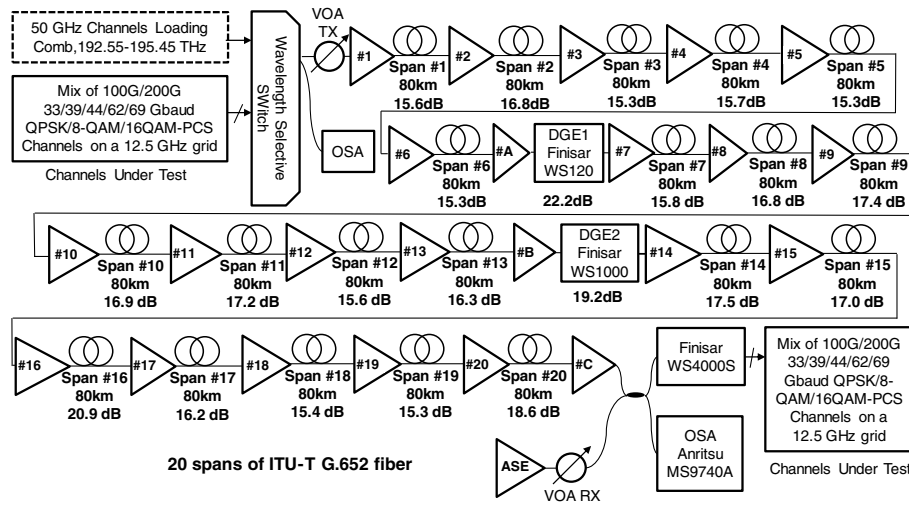 50 GHz Channels Loading
Comb,192.55-195.45 THz
Mix of 100G/200G
33/39/44/62/69 Gbaud
QPSK/8-QAM/16QAM-PCS
Channels on a 12.5 GHz grid
Channels Under Test
Wavelength Selective
SWitch
VOA
TX
OSA
#1
Span #1
80km
15.6dB
#2
Span #2
80km
16.8dB
#3
Span #3
80km
15.3dB
#4
Span #4
80km
15.7dB
#5
Span #5
80km
15.3dB
#6
Span #6
80km
15.3dB
#A
DGE1
Finisar
WS120
22.2dB
#7
Span #7
80km
15.8 dB
#8
Span #8
80km
16.8 dB
#9
Span #9
80km
17.4 dB
#10
Span #10
80km
16.9 dB
#11
Span #11
80km
17.2 dB
#12
Span #12
80km
15.6 dB
#13
Span #13
80km
16.3 dB
#B
DGE2
Finisar
WS1000
19.2dB
#14
Span #14
80km
17.5 dB
#15
Span #15
80km
17.0 dB
#16
Span #16
80km
20.9 dB
#17
Span #17
80km
16.2 dB
#18
Span #18
80km
15.4 dB
#19
Span #19
80km
15.3 dB
#20
Span #20
80km
18.6 dB
#C
Finisar
WS4000S
Mix of 100G/200G
33/39/44/62/69
Gbaud QPSK/8-
QAM/16QAM-PCS
Channels on a
12.5 GHz grid
Channels Under Test
OSA
Anritsu
MS9740A
ASE
VOA RX
20 spans of ITU-T G.652 fiber